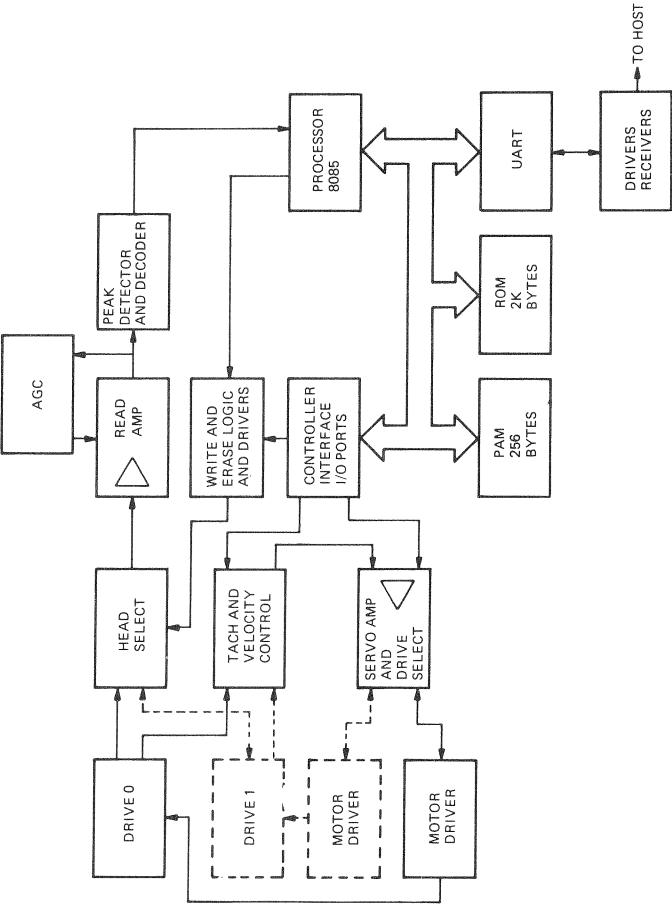 AGC
DRIVE 0
HEAD
SELECT
READ
AMP
PEAK
DETECTOR
AND DECODER
WRITE AND
ERASE LOGIC
AND DRIVERS
DRIVE 1
TACH AND
VELOCITY
CONTROL
MOTOR
DRIVER
CONTROLLER
INTERFACE
I/O PORTS
PROCESSOR
8085
MOTOR
DRIVER
SERVO AMP
AND
DRIVE
SELECT
PAM
256
BYTES
ROM
2K
BYTES
UART
DRIVERS
RECEIVERS
TO HOST